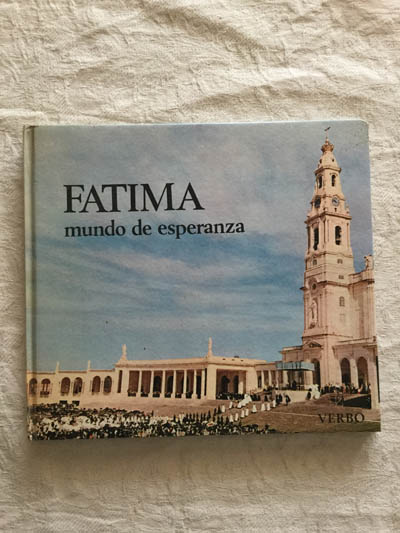 FATIMA
mundo de esperanza
VERBO